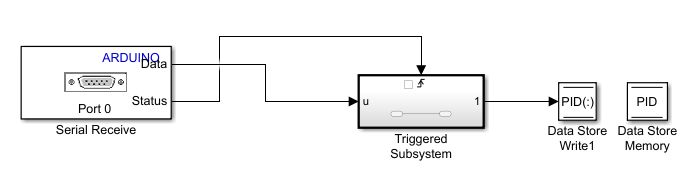 ARDUINO
Data
Port 0
Status
Serial Receive
u
1
Triggered
Subsystem
PID(:)
Data Store
Write1
PID
Data Store
Memory